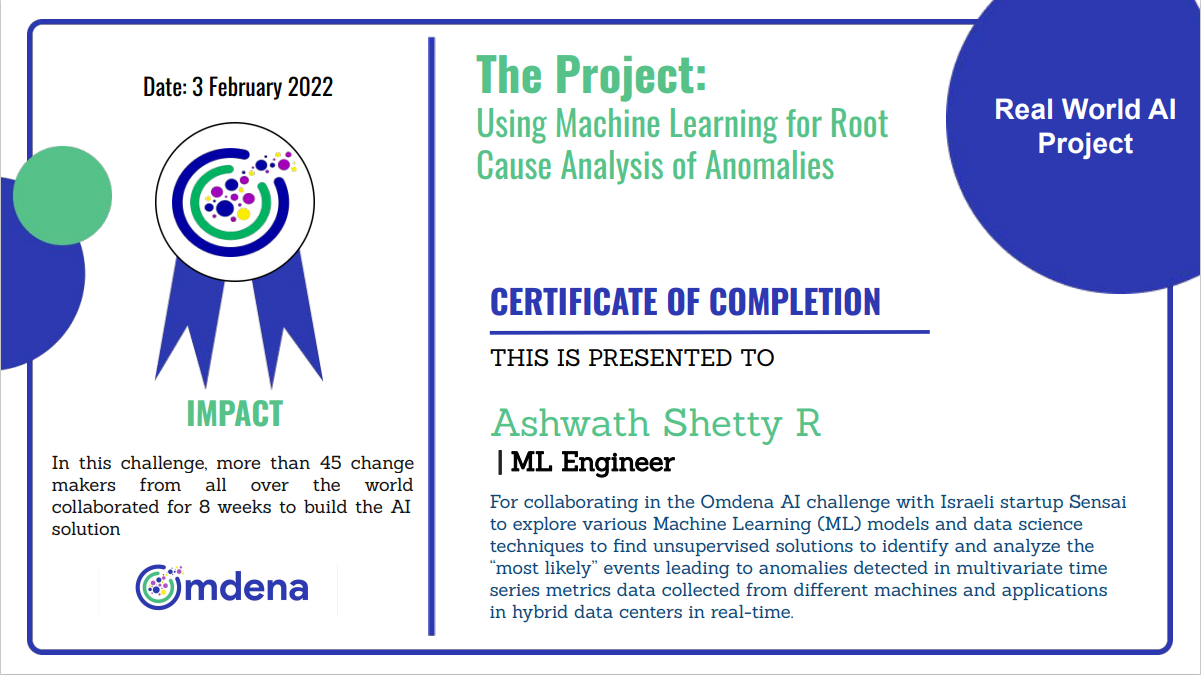 Date: 3 February 2022
IMPACT
In this challenge, more than 45 change
makers from all over the world
collaborated for 8 weeks to build the AI
solution
Omdena
The Project:
Using Machine Learning for Root
Cause Analysis of Anomalies
Real World AI
Project
CERTIFICATE OF COMPLETION
THIS IS PRESENTED TO
Ashwath Shetty R
| ML Engineer
For collaborating in the Omdena AI challenge with Israeli startup Sensai
to explore various Machine Learning (ML) models and data science
techniques to find unsupervised solutions to identify and analyze the
“most likely” events leading to anomalies detected in multivariate time
series metrics data collected from different machines and applications
in hybrid data centers in real-time.